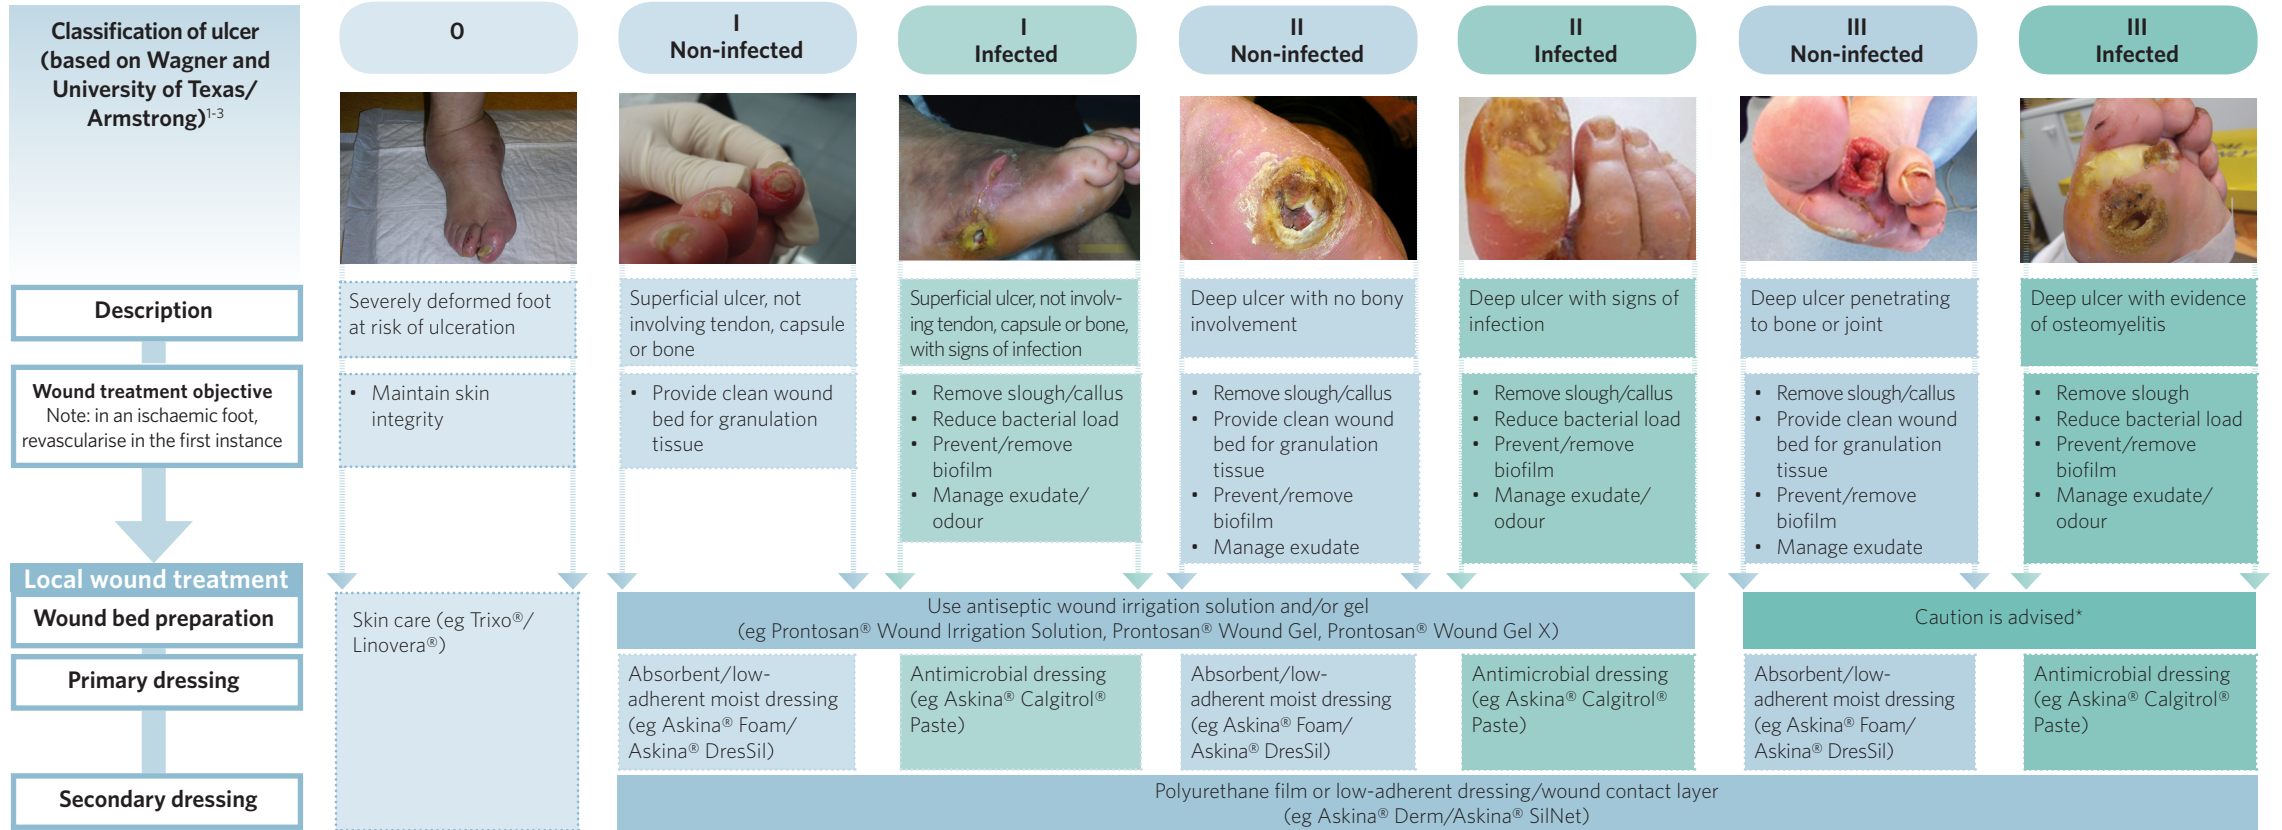 Classification of ulcer
(based on Wagner and
University of Texas/
Armstrong)1-3
0
I
Non-infected
I
Infected
II
Non-infected
II
Infected
III
Non-infected
III
Infected
Description
Severely deformed foot
at risk of ulceration
Superficial ulcer, not
involving tendon, capsule
or bone
Superficial ulcer, not involv-
ing tendon, capsule or bone,
with signs of infection
Deep ulcer with no bony
involvement
Deep ulcer with signs of
infection
Deep ulcer penetrating
to bone or joint
Deep ulcer with evidence
of osteomyelitis
Wound treatment objective
Note: in an ischaemic foot,
revascularise in the first instance
• Maintain skin
integrity
• Provide clean wound
bed for granulation
tissue
• Remove slough/callus
• Reduce bacterial load
• Prevent/remove
biofilm
• Manage exudate/
odour
• Remove slough/callus
• Provide clean wound
bed for granulation
tissue
• Prevent/remove
biofilm
• Manage exudate
• Remove slough/callus
• Reduce bacterial load
• Prevent/remove
biofilm
• Manage exudate/
odour
• Remove slough/callus
• Provide clean wound
bed for granulation
tissue
• Prevent/remove
biofilm
• Manage exudate
• Remove slough
• Reduce bacterial load
• Prevent/remove
biofilm
• Manage exudate/
odour
Local wound treatment
Wound bed preparation
Skin care (eg Trixo®/
Linovera®)
Use antiseptic wound irrigation solution and/or gel
(eg Prontosan® Wound Irrigation Solution, Prontosan® Wound Gel, Prontosan® Wound Gel X)
Caution is advised*
Primary dressing
Absorbent/low-
adherent moist dressing
(eg Askina® Foam/
Askina® DresSil)
Antimicrobial dressing
(eg Askina® Calgitrol®
Paste)
Absorbent/low-
adherent moist dressing
(eg Askina® Foam/
Askina® DresSil)
Antimicrobial dressing
(eg Askina® Calgitrol®
Paste)
Absorbent/low-
adherent moist dressing
(eg Askina® Foam/
Askina® DresSil)
Antimicrobial dressing
(eg Askina® Calgitrol®
Paste)
Secondary dressing
Polyurethane film or low-adherent dressing/wound contact layer
(eg Askina® Derm/Askina® SilNet)